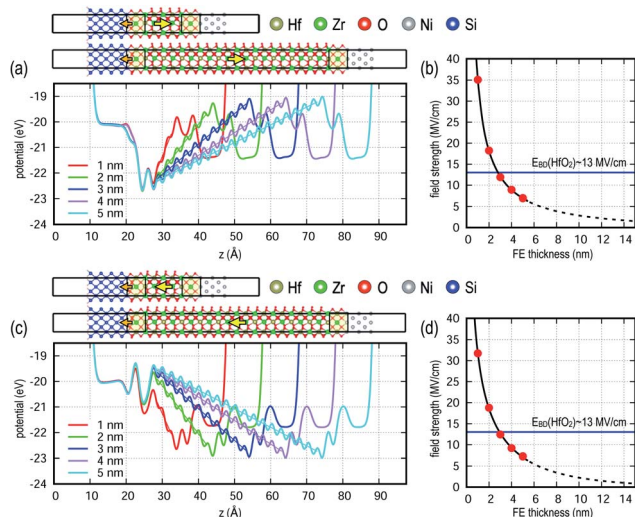 Hf Zr O Ni Si
(a)
-19
-20
-21
-22
-23
-24
potential (eV)
1 nm
2 nm
3 nm
4 nm
5 nm
0 10 20 30 40 50 60 70 80 90
z (Å)
(b)
40
35
30
25
20
15
10
5
0
field strength (MV/cm)
EBD(HfO2)~13 MV/cm
0 2 4 6 8 10 12 14
FE thickness (nm)
Hf Zr O Ni Si
(c)
-19
-20
-21
-22
-23
-24
potential (eV)
1 nm
2 nm
3 nm
4 nm
5 nm
0 10 20 30 40 50 60 70 80 90
z (Å)
(d)
40
35
30
25
20
15
10
5
0
field strength (MV/cm)
EBD(HfO2)~13 MV/cm
0 2 4 6 8 10 12 14
FE thickness (nm)